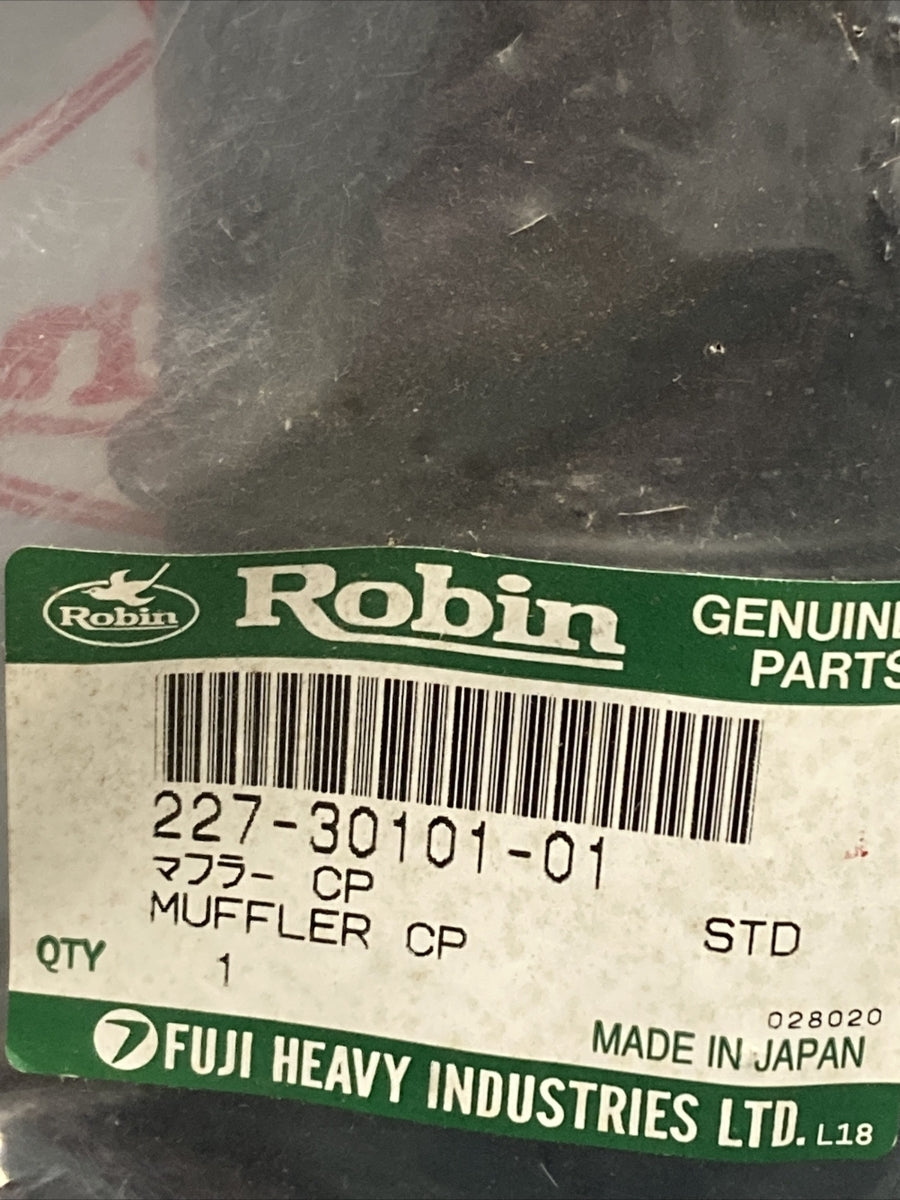 Robin
Robin
GENUINE
PARTS
227-30101-01
マフラー CP
MUFFLER CP
STD
QTY 1
028020
MADE IN JAPAN
FUJI HEAVY INDUSTRIES LTD. L18